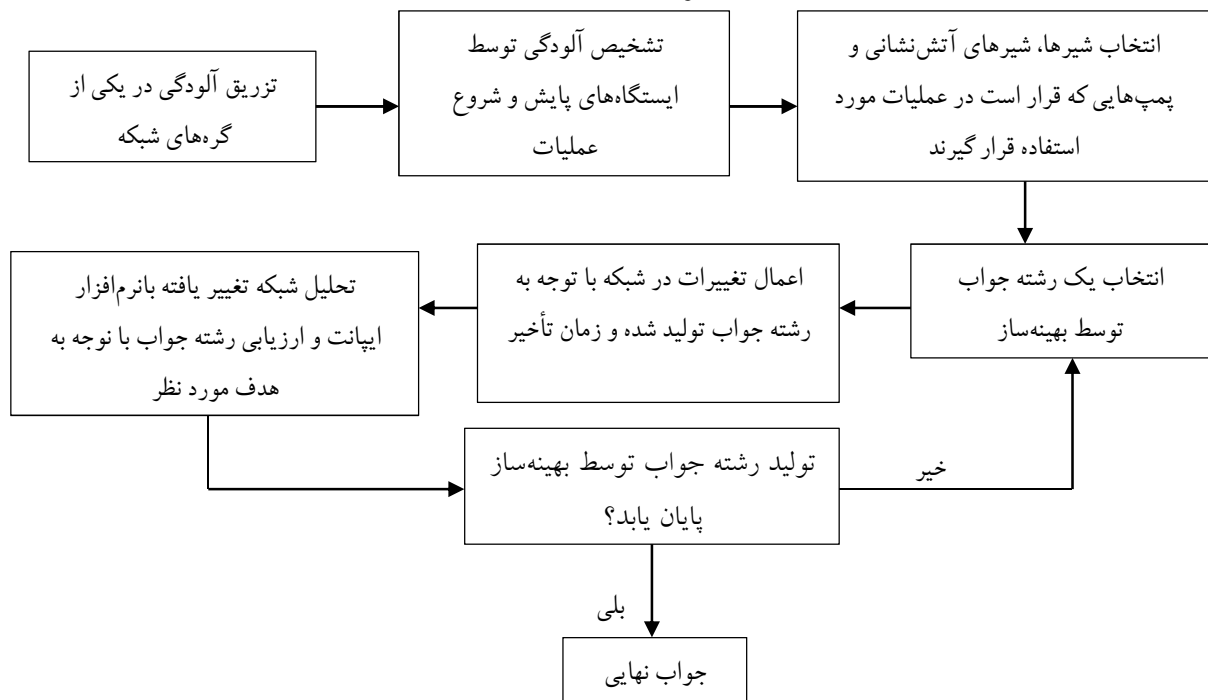 تزریق آلودگی در یکی از
گره‌های شبکه
تشخیص آلودگی توسط
ایستگاه‌های پایش و شروع
عملیات
انتخاب شیرها، شیرهای آتش‌نشانی و
پمپ‌هایی که قرار است در عملیات مورد
استفاده قرار گیرند
انتخاب یک رشته جواب
توسط بهینه‌ساز
اعمال تغییرات در شبکه با توجه به
رشته جواب تولید شده و زمان تأخیر
تحلیل شبکه تغییر یافته بانرم‌افزار
ایپانت و ارزیابی رشته جواب با نوجه به
هدف مورد نظر
تولید رشته جواب توسط بهینه‌ساز
پایان یابد؟
خیر
بلی
جواب نهایی